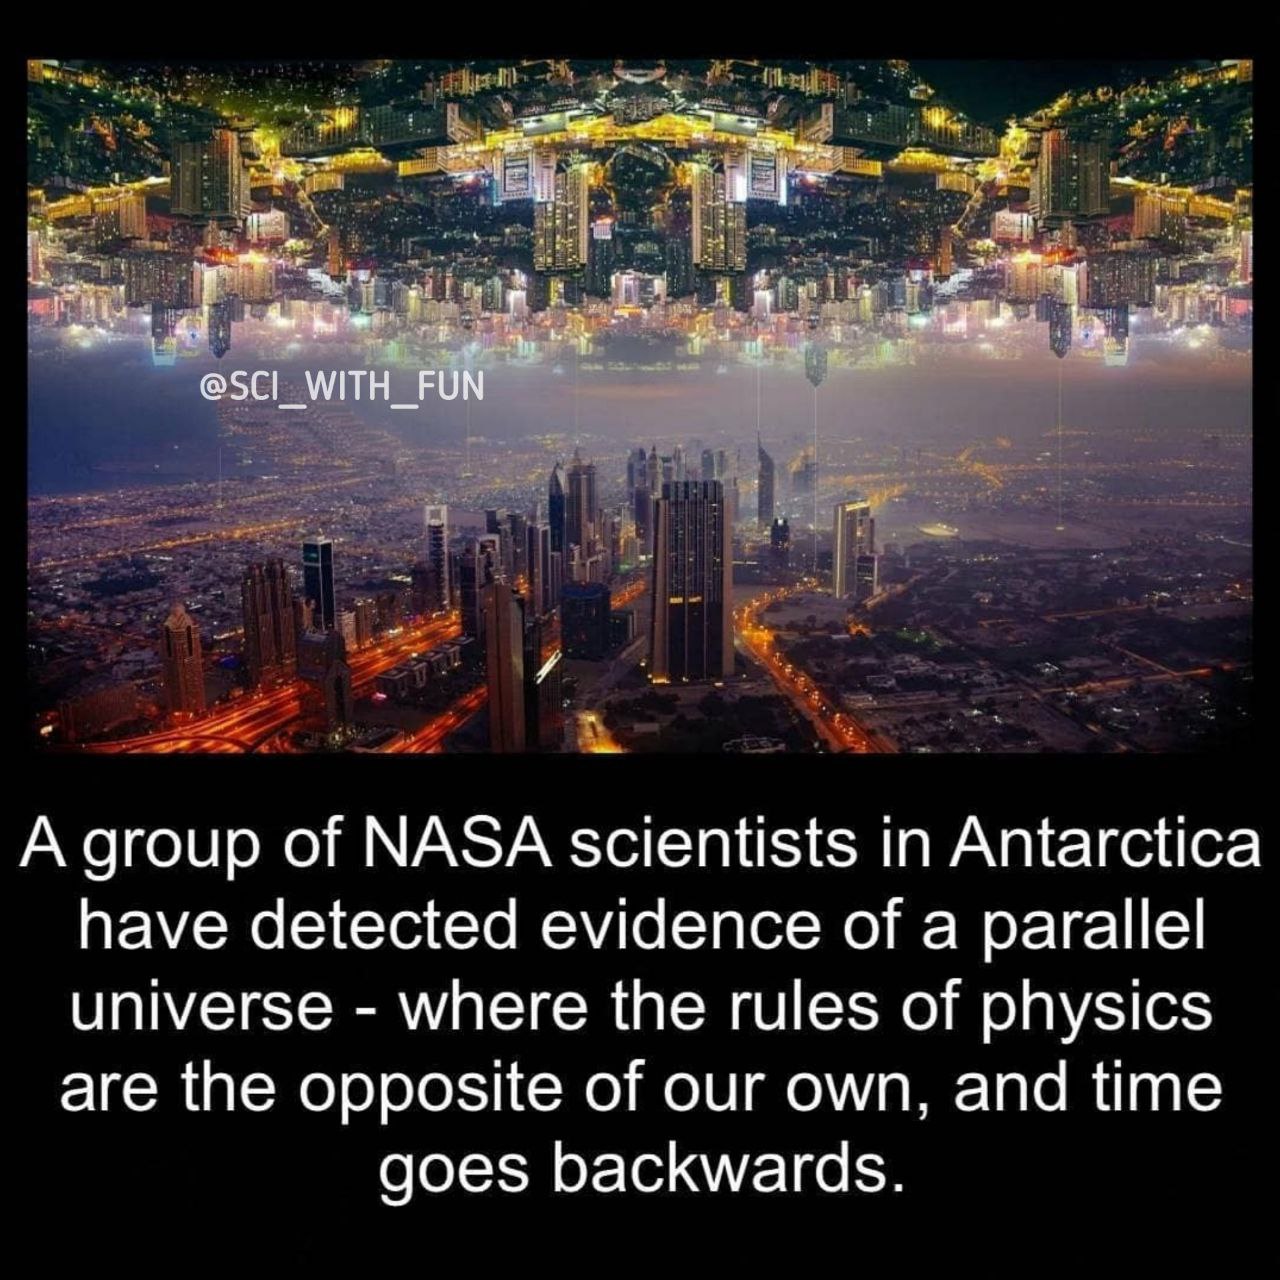 @SCI_WITH_FUN
A group of NASA scientists in Antarctica
have detected evidence of a parallel
universe - where the rules of physics
are the opposite of our own, and time
goes backwards.